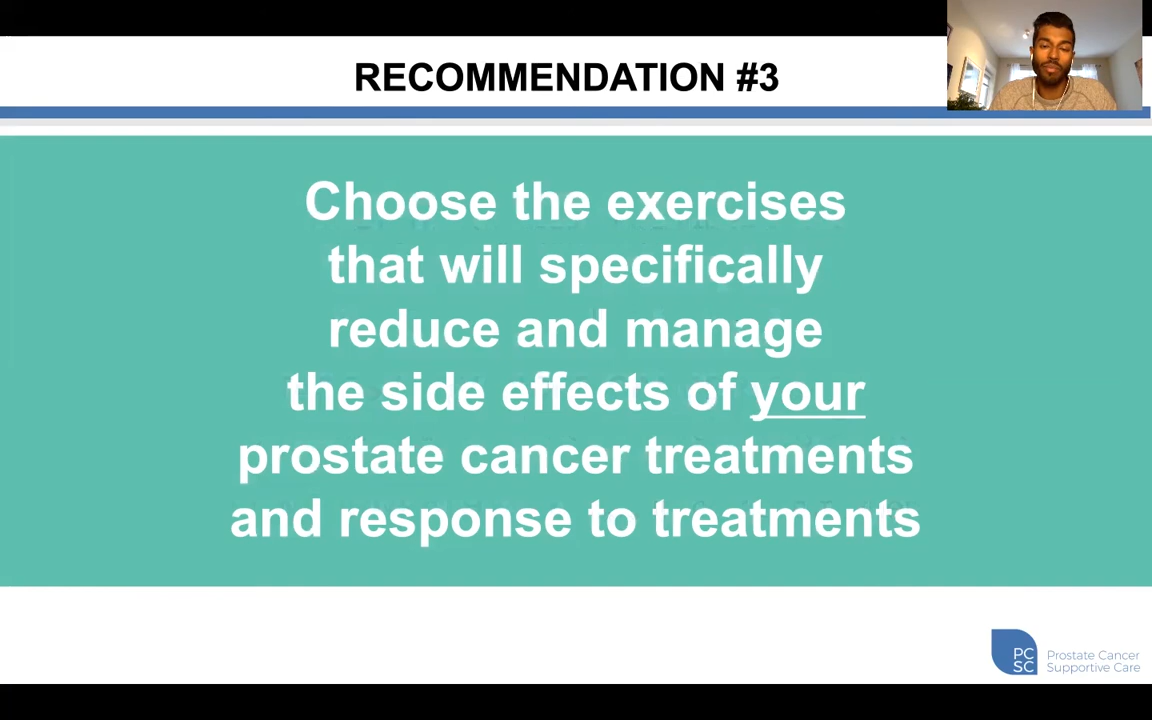 RECOMMENDATION #3
Choose the exercises
that will specifically
reduce and manage
the side effects of your
prostate cancer treatments
and response to treatments
PC
SC
Prostate Cancer
Supportive Care